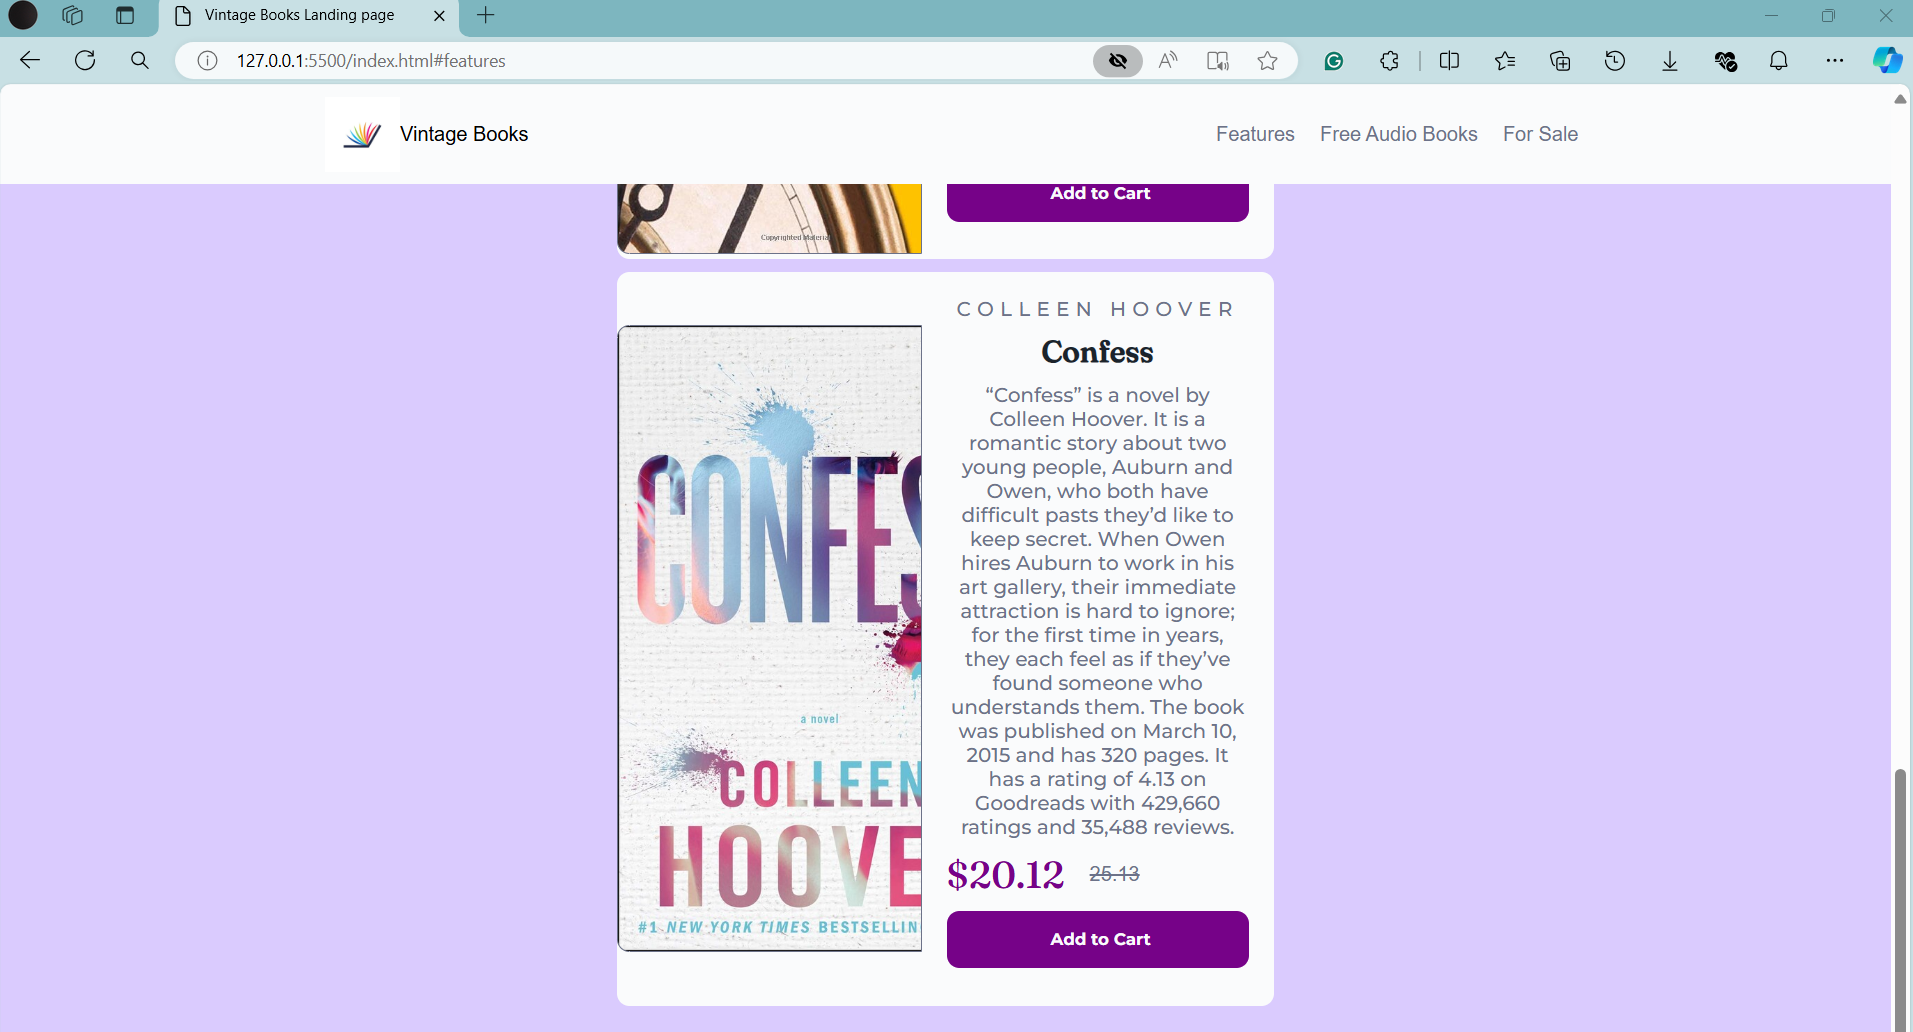 Vintage Books Landing page
127.0.0.1:5500/index.html#features
Vintage Books
Features
Free Audio Books
For Sale
Add to Cart
Copyrighted Material
COLLEEN HOOVER
Confess
“Confess” is a novel by
Colleen Hoover. It is a
romantic story about two
young people, Auburn and
Owen, who both have
difficult pasts they’d like to
keep secret. When Owen
hires Auburn to work in his
art gallery, their immediate
attraction is hard to ignore;
for the first time in years,
they each feel as if they’ve
found someone who
understands them. The book
was published on March 10,
2015 and has 320 pages. It
has a rating of 4.13 on
Goodreads with 429,660
ratings and 35,488 reviews.
$20.12 25.13
Add to Cart
CONFES
a novel
COLLEEN
HOOVE
#1 NEW YORK TIMES BESTSELLIN